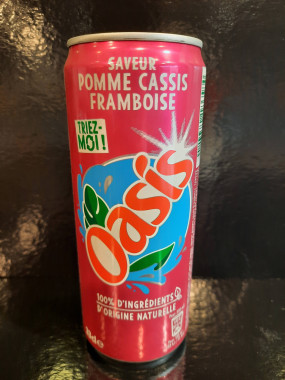 SAVEUR
POMME CASSIS
FRAMBOISE
TRIEZ-
MOI !
Oasis
100% D'INGRÉDIENTS
D'ORIGINE NATURELLE